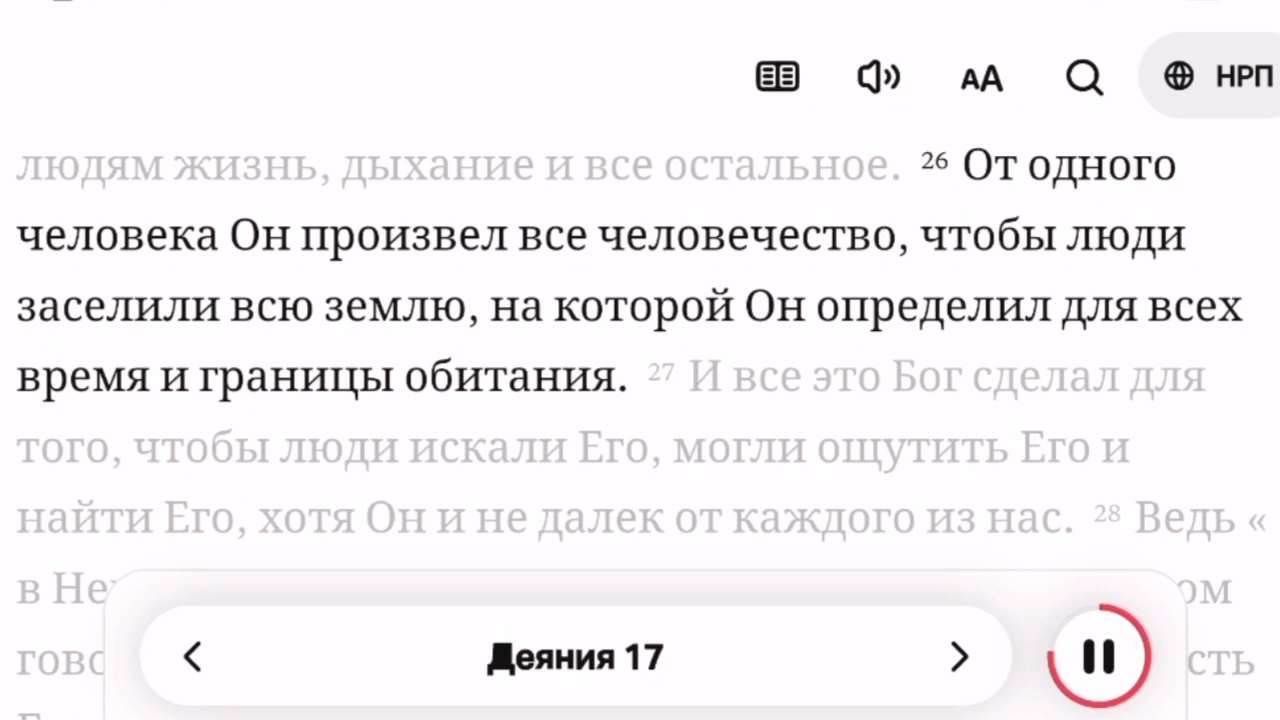 AA
НРП
людям жизнь, дыхание и все остальное. 26 От одного
человека Он произвел все человечество, чтобы люди
заселили всю землю, на которой Он определил для всех
время и границы обитания. 27 И все это Бог сделал для
того, чтобы люди искали Его, могли ощутить Его и
найти Его, хотя Он и не далек от каждого из нас. 28 Ведь «
Деяния 17